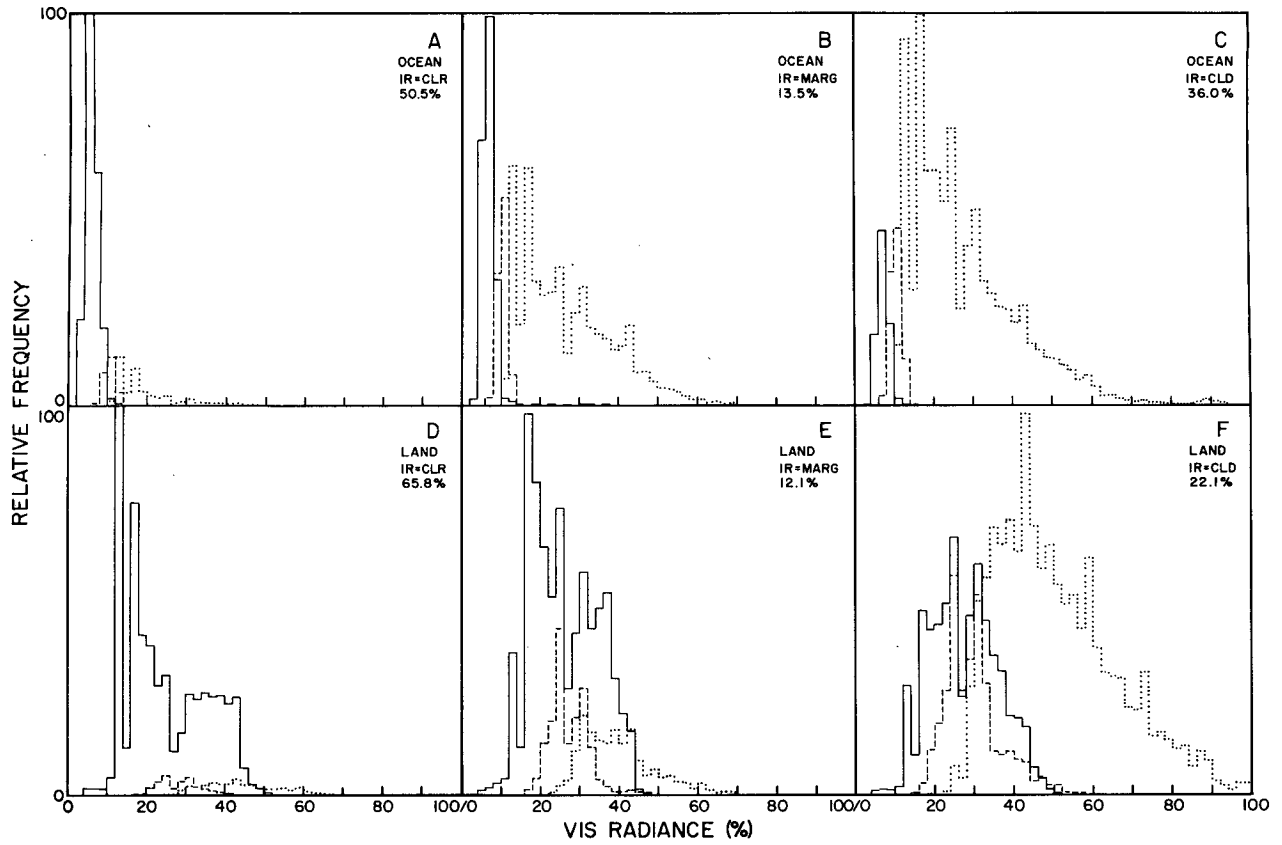 100
A
OCEAN
IR=CLR
50.5%
B
OCEAN
IR=MARG
13.5%
C
OCEAN
IR=CLD
36.0%
RELATIVE FREQUENCY
0
100
D
LAND
IR=CLR
65.8%
E
LAND
IR=MARG
12.1%
F
LAND
IR=CLD
22.1%
0
0 20 40 60 80 100/0 20 40 60 80 100/0 20 40 60 80 100
VIS RADIANCE (%)